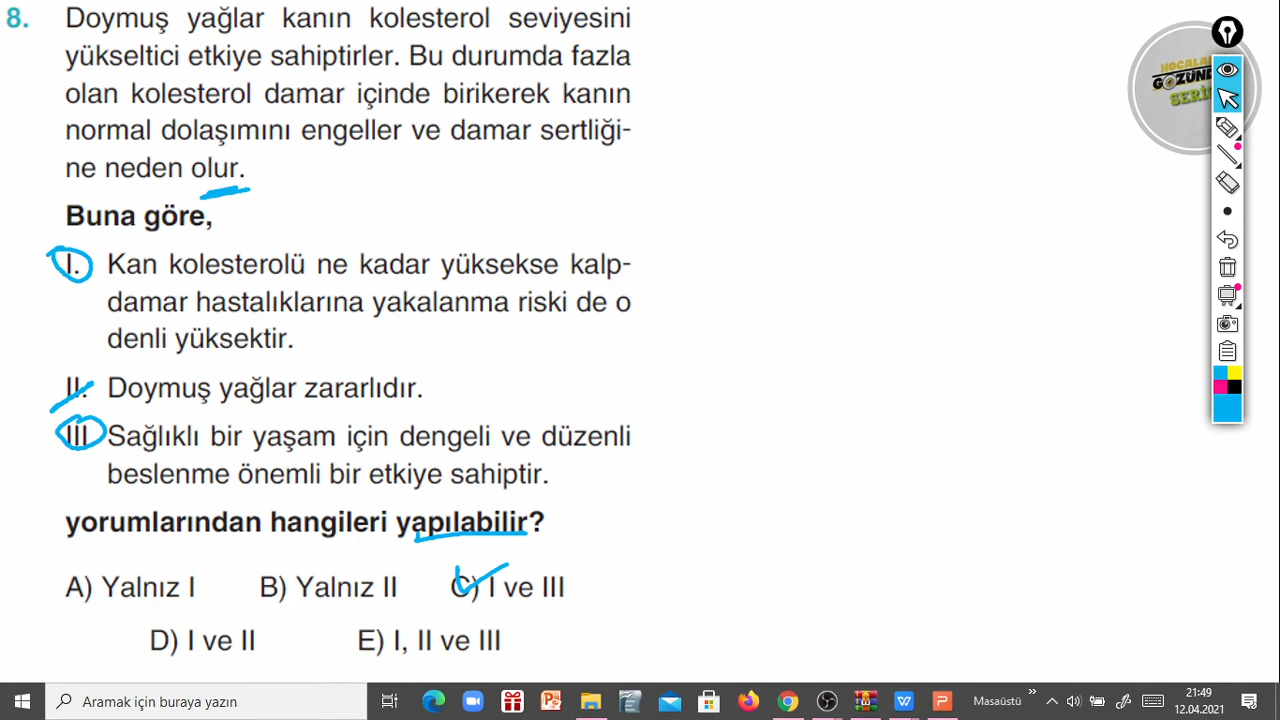 8. Doymuş yağlar kanın kolesterol seviyesini
yükseltici etkiye sahiptirler. Bu durumda fazla
olan kolesterol damar içinde birikerek kanın
normal dolaşımını engeller ve damar sertliği-
ne neden olur.
Buna göre,
I. Kan kolesterolü ne kadar yüksekse kalp-
damar hastalıklarına yakalanma riski de o
denli yüksektir.
II. Doymuş yağlar zararlıdır.
III Sağlıklı bir yaşam için dengeli ve düzenli
beslenme önemli bir etkiye sahiptir.
yorumlarından hangileri yapılabilir?
A) Yalnız I B) Yalnız II C) I ve III
D) I ve II E) I, II ve III
HOCALAR
GÖZÜNDE
SERİS
Aramak için buraya yazın
Masaüstü
21:49
12.04.2021